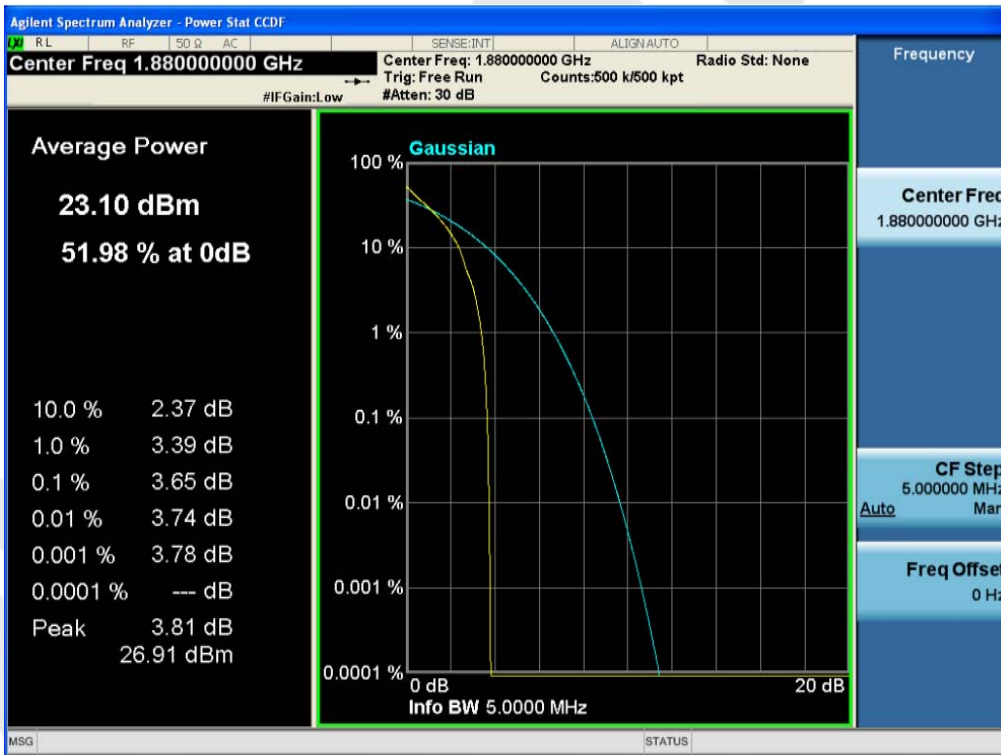 Agilent Spectrum Analyzer - Power Stat CCDF
LXI RL RF 50 Ω AC SENSE:INT ALIGN AUTO
Center Freq 1.880000000 GHz
Center Freq: 1.880000000 GHz Radio Std: None
Trig: Free Run Counts:500 k/500 kpt
#IFGain:Low #Atten: 30 dB
Average Power
23.10 dBm
51.98 % at 0dB
10.0 % 2.37 dB
1.0 % 3.39 dB
0.1 % 3.65 dB
0.01 % 3.74 dB
0.001 % 3.78 dB
0.0001 % --- dB
Peak 3.81 dB
26.91 dBm
Gaussian
100 %
10 %
1 %
0.1 %
0.01 %
0.001 %
0.0001 %
0 dB 20 dB
Info BW 5.0000 MHz
Frequency
Center Freq
1.880000000 GHz
CF Step
5.000000 MHz
Auto Man
Freq Offset
0 Hz
MSG STATUS